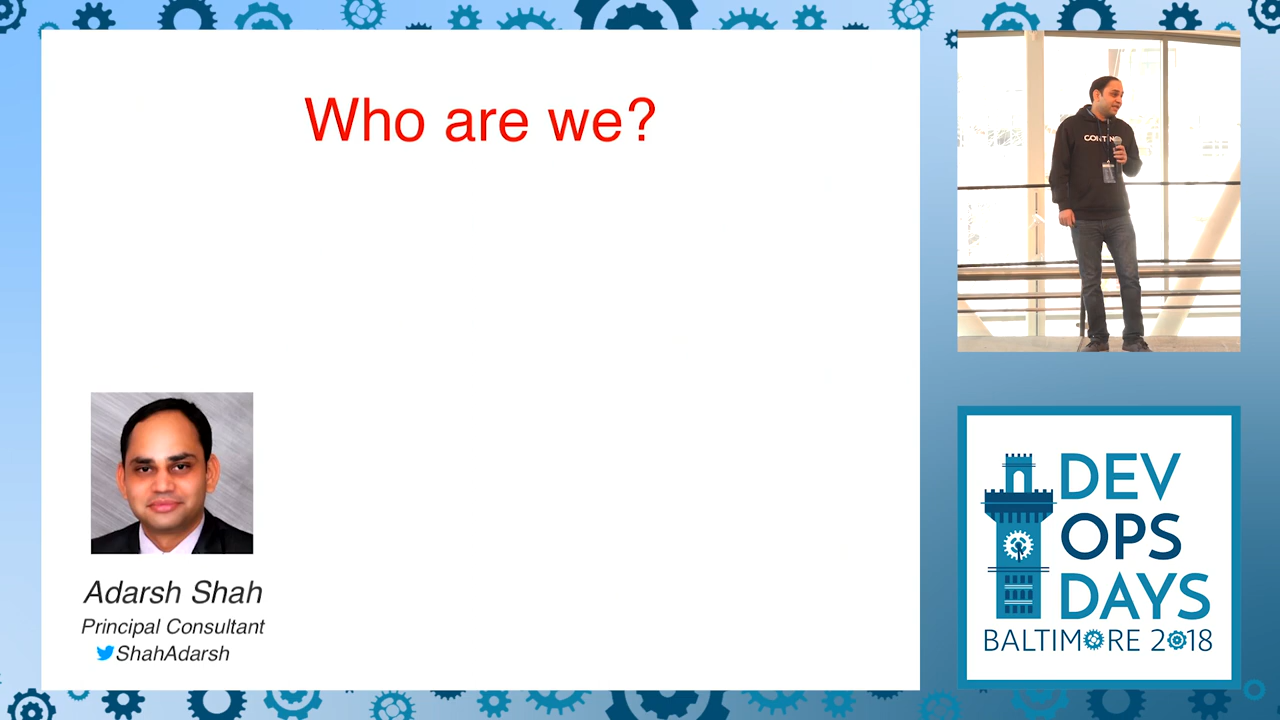 Who are we?
Adarsh Shah
Principal Consultant
ShahAdarsh
DEV
OPS
DAYS
BALTIMORE 2018